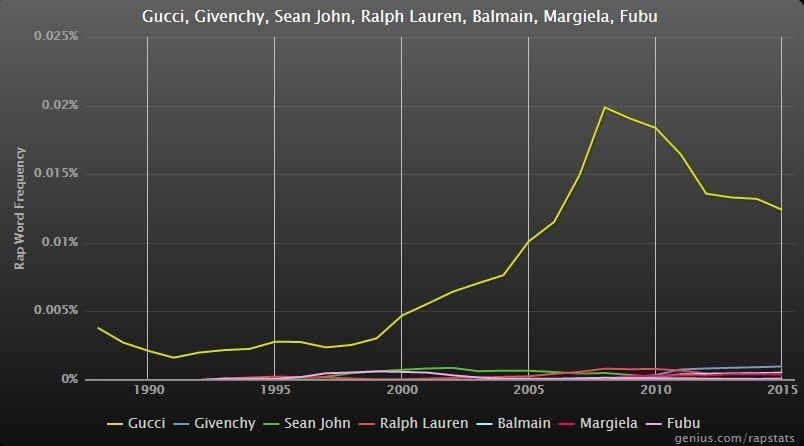 Gucci, Givenchy, Sean John, Ralph Lauren, Balmain, Margiela, Fubu
0.025%
0.02%
0.015%
0.01%
0.005%
0%
Rap Word Frequency
1990 1995 2000 2005 2010 2015
Gucci Givenchy Sean John Ralph Lauren Balmain Margiela Fubu
genius.com/rapstats